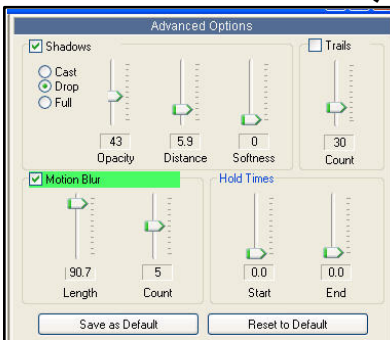 Advanced Options
Shadows
Trails
Cast
Drop
Full
43
5.9
0
30
Opacity
Distance
Softness
Count
Motion Blur
Hold Times
90.7
5
0.0
0.0
Length
Count
Start
End
Save as Default
Reset to Default